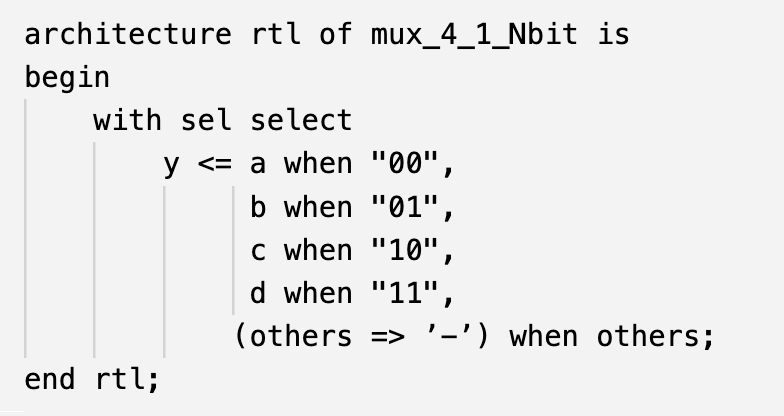 architecture rtl of mux_4_1_Nbit is
begin
    with sel select
        y <= a when "00",
             b when "01",
             c when "10",
             d when "11",
            (others => ’-’) when others;
end rtl;